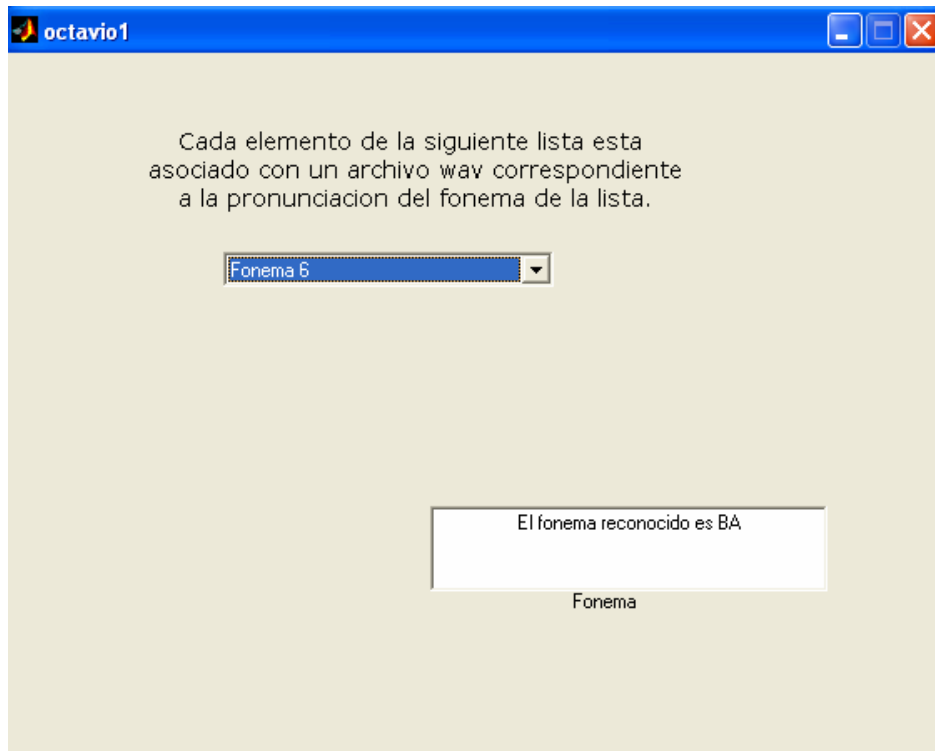 octavio1
Cada elemento de la siguiente lista esta
asociado con un archivo wav correspondiente
a la pronunciacion del fonema de la lista.
Fonema 6
El fonema reconocido es BA
Fonema